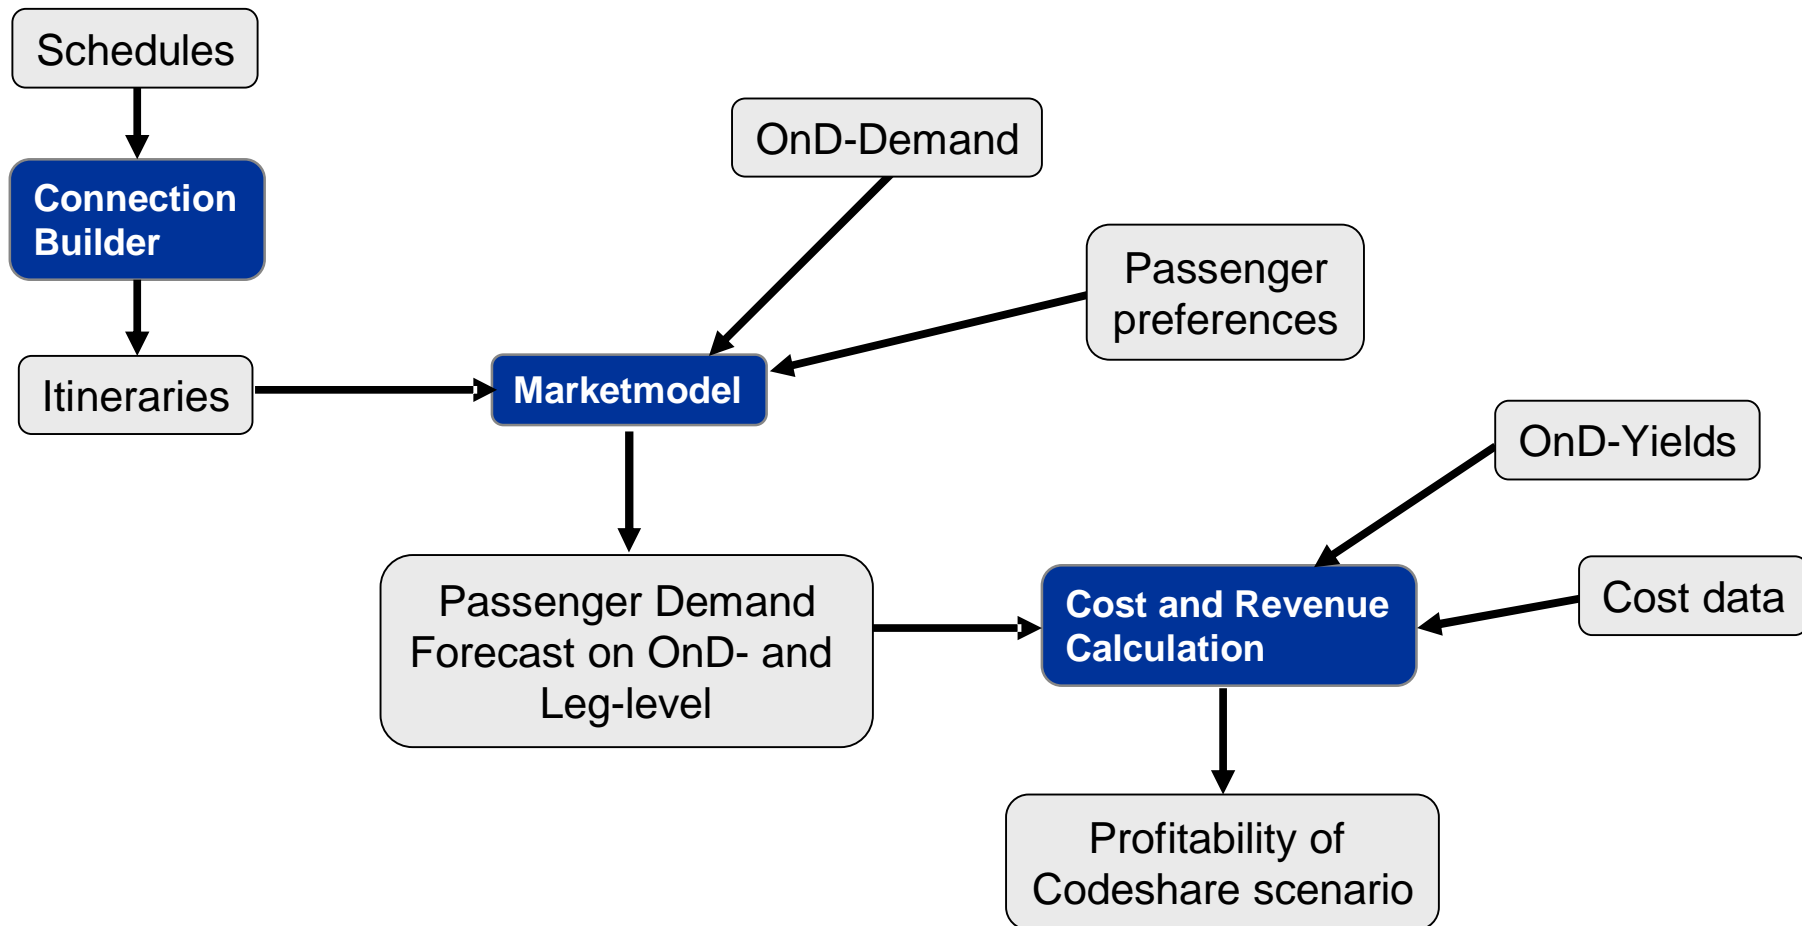 Schedules
Connection
Builder
Itineraries
OnD-Demand
Passenger
preferences
Marketmodel
Passenger Demand
Forecast on OnD- and
Leg-level
OnD-Yields
Cost data
Cost and Revenue
Calculation
Profitability of
Codeshare scenario